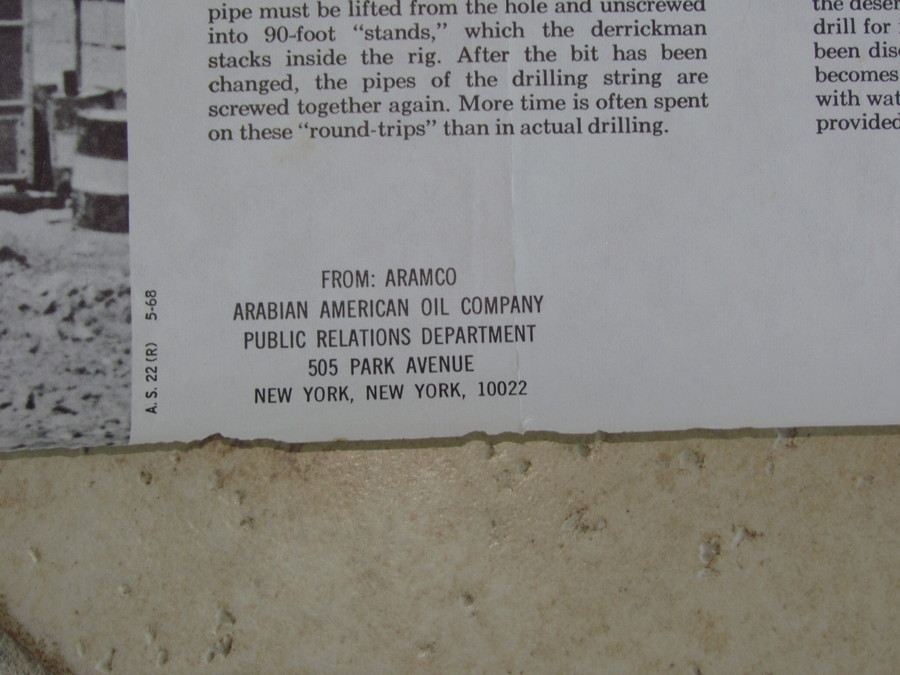 pipe must be lifted from the hole and unscrewed
into 90-foot “stands,” which the derrickman
stacks inside the rig. After the bit has been
changed, the pipes of the drilling string are
screwed together again. More time is often spent
on these “round-trips” than in actual drilling.
the deser
drill for
been dis
becomes
with wat
provided
FROM: ARAMCO
ARABIAN AMERICAN OIL COMPANY
PUBLIC RELATIONS DEPARTMENT
505 PARK AVENUE
NEW YORK, NEW YORK, 10022
A. S. 22 (R) 5-68